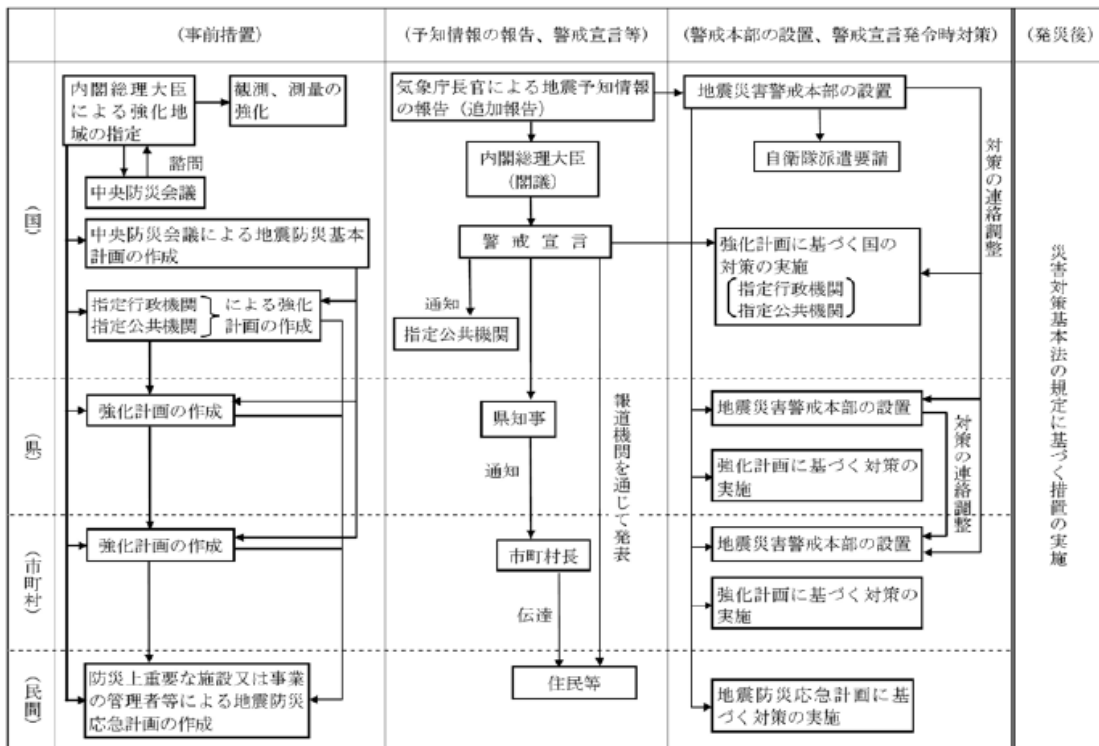 (事前措置)
(予知情報の報告、警戒宣言等)
(警戒本部の設置、警戒宣言発令時対策)
(発災後)
(国)
内閣総理大臣
による強化地
域の指定
観測、測量の
強化
諮問
中央防災会議
中央防災会議による地震防災基本
計画の作成
指定行政機関
指定公共機関
による強化
計画の作成
気象庁長官による地震予知情報
の報告(追加報告)
内閣総理大臣
(閣議)
警戒宣言
通知
指定公共機関
地震災害警戒本部の設置
自衛隊派遣要請
対策の連絡調整
強化計画に基づく国の
対策の実施
指定行政機関
指定公共機関
(県)
強化計画の作成
県知事
通知
報道機関を通じて発表
地震災害警戒本部の設置
対策の連絡調整
強化計画に基づく対策の
実施
(市町村)
強化計画の作成
市町村長
伝達
地震災害警戒本部の設置
強化計画に基づく対策の
実施
(民間)
防災上重要な施設又は事業
の管理者等による地震防災
応急計画の作成
住民等
地震防災応急計画に基
づく対策の実施
災害対策基本法の規定に基づく措置の実施